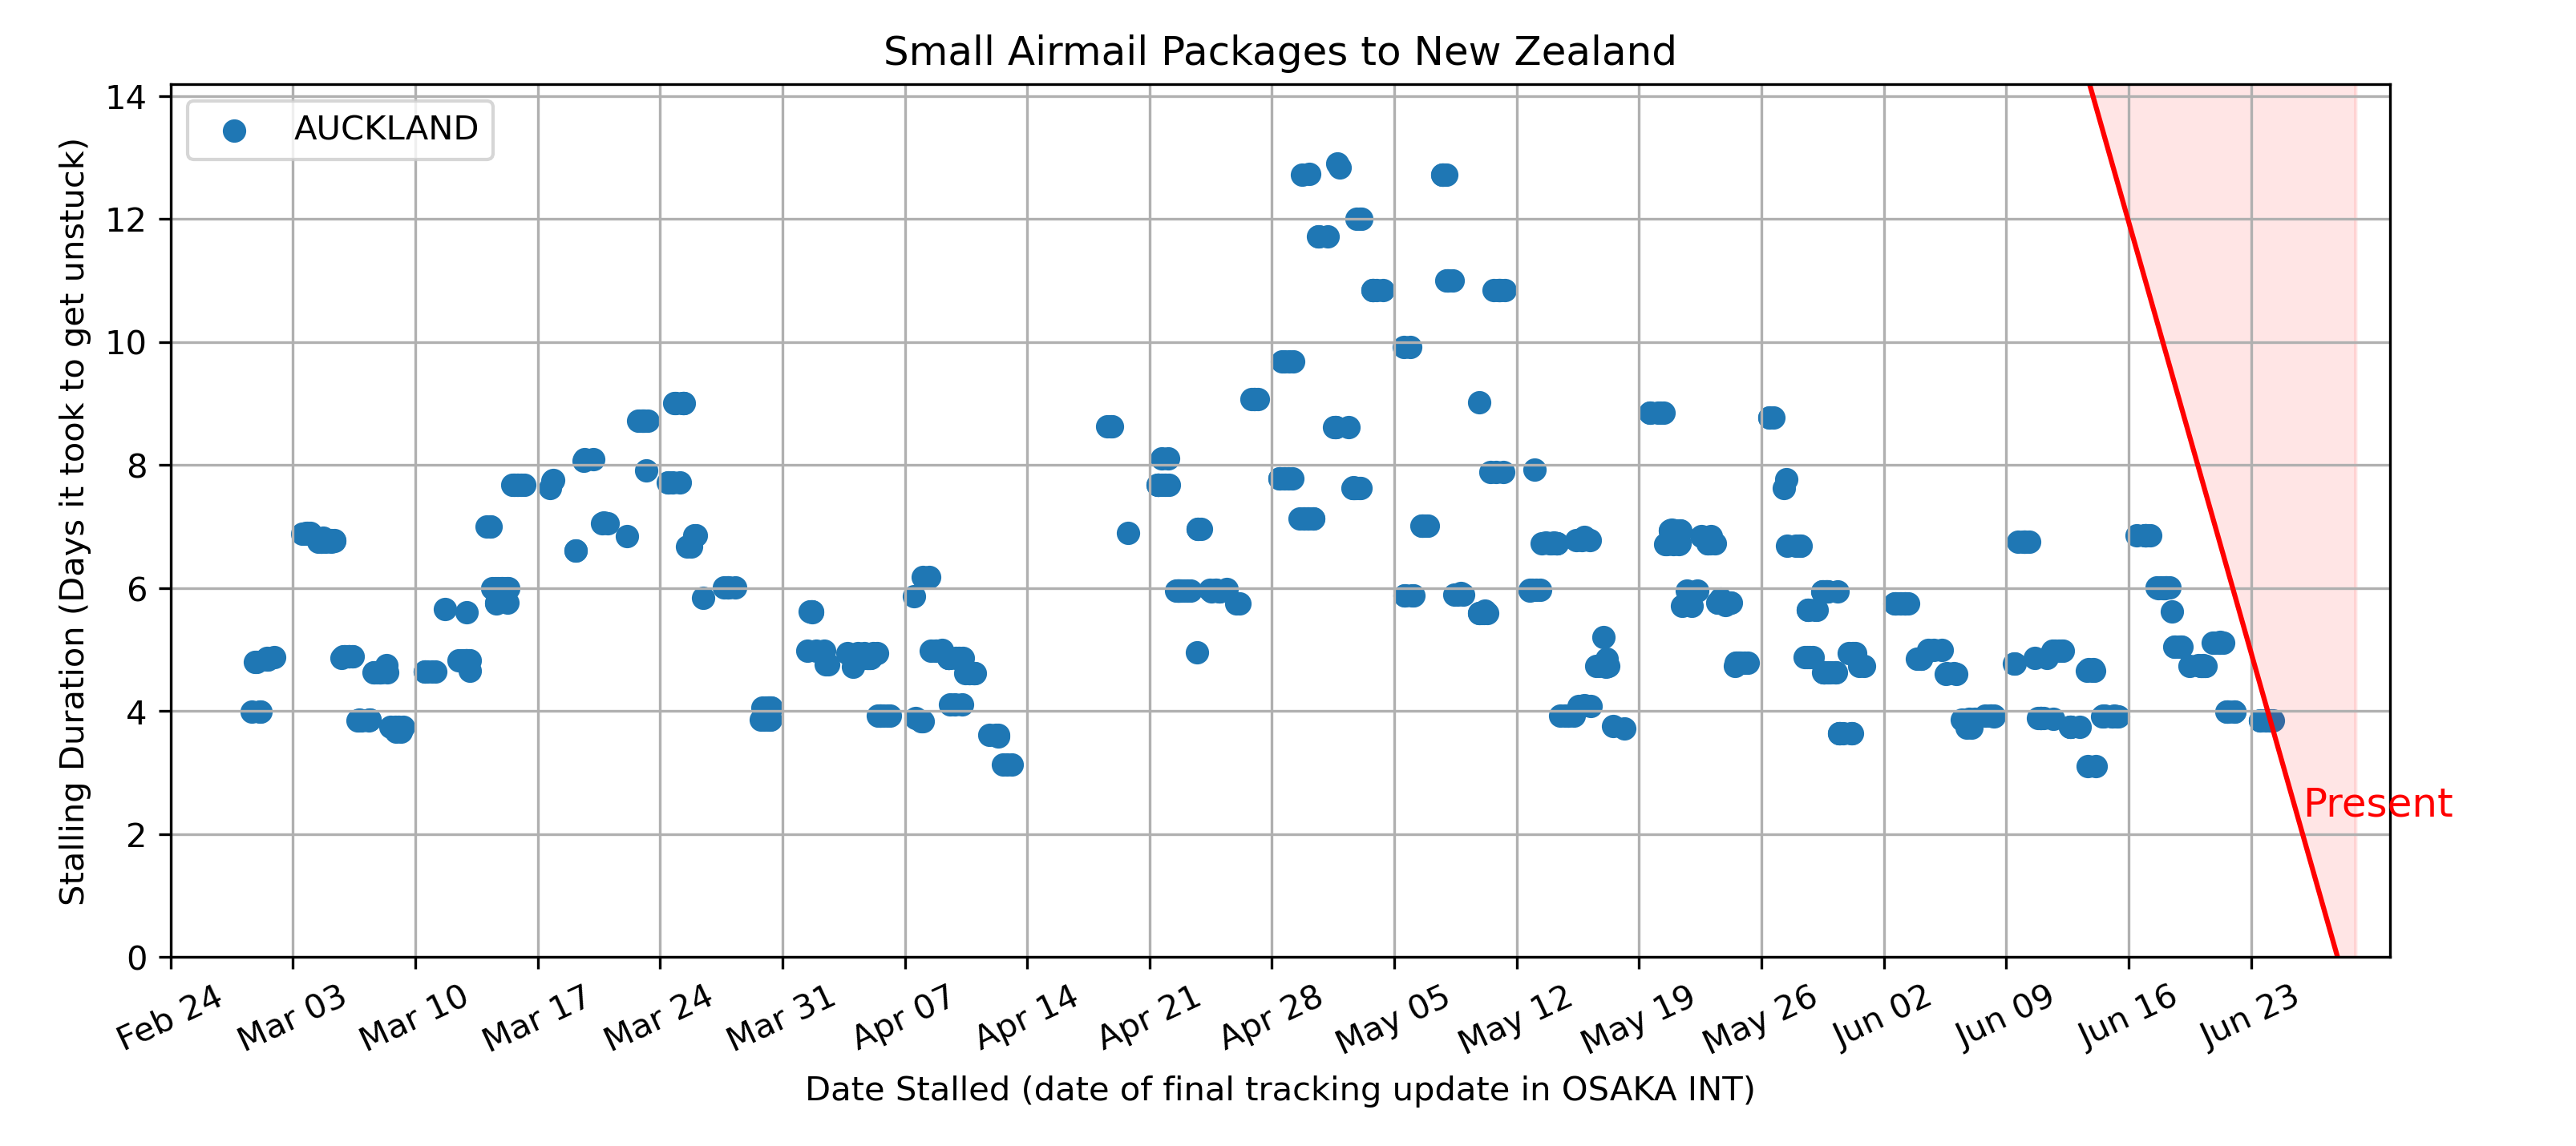 Small Airmail Packages to New Zealand
AUCKLAND
Stalling Duration (Days it took to get unstuck)
14
12
10
8
6
4
2
0
Present
Feb 24
Mar 03
Mar 10
Mar 17
Mar 24
Mar 31
Apr 07
Apr 14
Apr 21
Apr 28
May 05
May 12
May 19
May 26
Jun 02
Jun 09
Jun 16
Jun 23
Date Stalled (date of final tracking update in OSAKA INT)